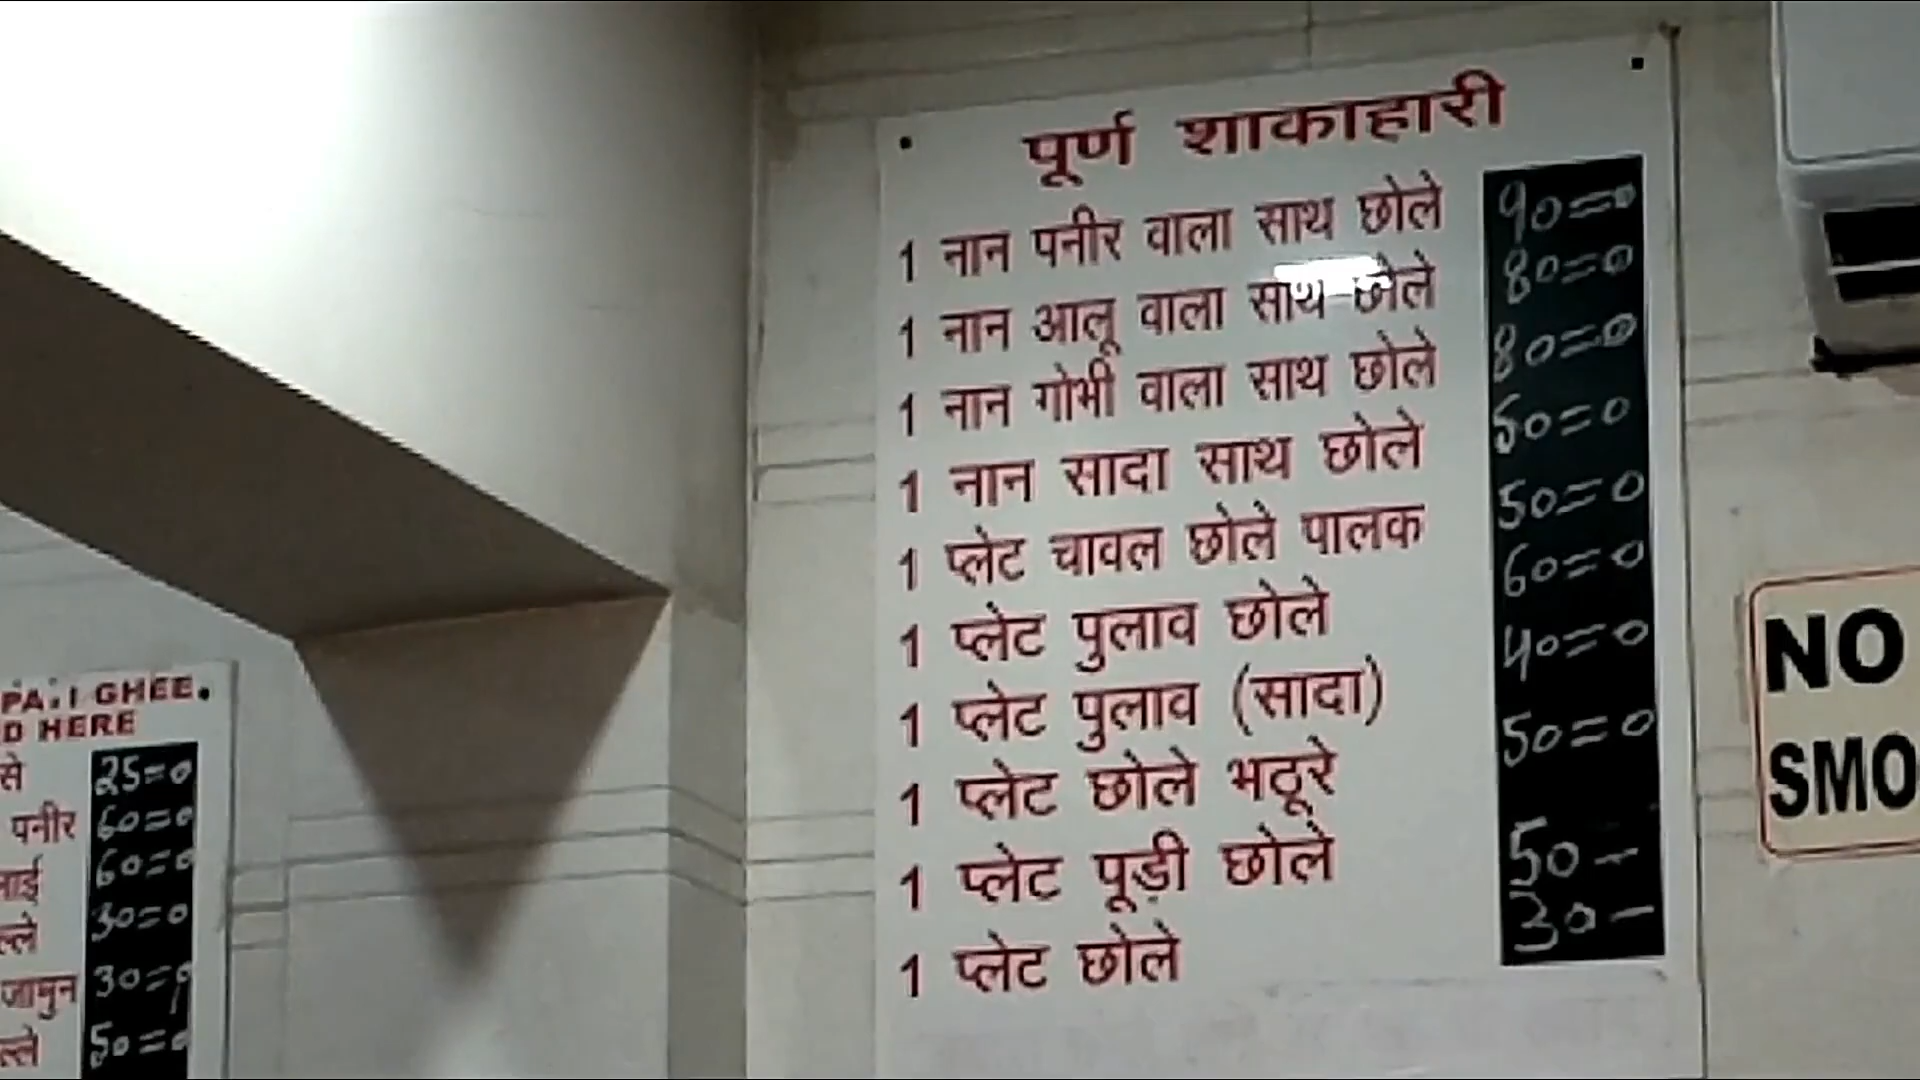 पूर्ण शाकाहारी
1 नान पनीर वाला साथ छोले 90=0
1 नान आलू वाला साथ छोले 80=0
1 नान गोभी वाला साथ छोले 80=0
1 नान सादा साथ छोले 50=0
1 प्लेट चावल छोले पालक 50=0
1 प्लेट पुलाव छोले 60=0
1 प्लेट पुलाव (सादा) 40=0
1 प्लेट छोले भठूरे 50=0
1 प्लेट पूड़ी छोले 50-
1 प्लेट छोले 30-
NO
SMO
GHEE.
D HERE
से 25=0
पनीर 60=0
60=0
ल्ले 30=0
जामुन 30=0
ल्ले 50=0